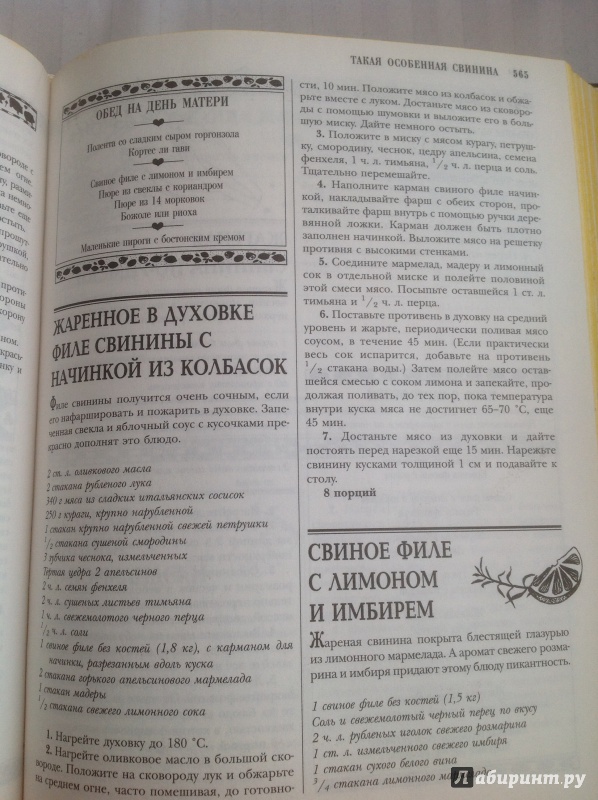 ТАКАЯ ОСОБЕННАЯ СВИНИНА 565
ОБЕД НА ДЕНЬ МАТЕРИ
Полента со сладким сыром горгонзола
Кортес ди гави
Свиное филе с лимоном и имбирем
Пюре из свеклы с кориандром
Пюре из 14 морковок
Божоле или риоха
Маленькие пироги с бостонским кремом
ЖАРЕННОЕ В ДУХОВКЕ
ФИЛЕ СВИНИНЫ С
НАЧИНКОЙ ИЗ КОЛБАСОК
Филе свинины получится очень сочным, если
его нафаршировать и пожарить в духовке. Запе-
ченная свекла и яблочный соус с кусочками пре-
красно дополнят это блюдо.
2 ст. л. оливкового масла
2 стакана рубленого лука
340 г мяса из сладких итальянских сосисок
250 г кураги, крупно нарубленной
1 стакан крупно нарубленной свежей петрушки
1/2 стакана сушеной смородины
3 зубчика чеснока, измельченных
Тертая цедра 2 апельсинов
2 ч. л. семян фенхеля
2 ч. л. сушеных листьев тимьяна
1 ч. л. свежемолотого черного перца
1/2 ч. л. соли
1 свиное филе без костей (1,8 кг), с карманом для
начинки, разрезанным вдоль куска
2 стакана горького апельсинового мармелада
1 стакан мадеры
1/2 стакана свежего лимонного сока
1. Нагрейте духовку до 180 °С.
2. Нагрейте оливковое масло в большой ско-
вороде. Положите на сковороду лук и обжарьте
на среднем огне, часто помешивая, до готовно-
сти, 10 мин. Положите мясо из колбасок и обжа-
рьте вместе с луком. Достаньте мясо из сковоро-
ды с помощью шумовки и выложите его в боль-
шую миску. Дайте немного остыть.
3. Положите в миску с мясом курагу, петруш-
ку, смородину, чеснок, цедру апельсина, семена
фенхеля, 1 ч. л. тимьяна, 1/2 ч. л. перца и соль.
Тщательно перемешайте.
4. Наполните карман свиного филе начин-
кой, накладывайте фарш с обеих сторон, про-
талкивайте фарш внутрь с помощью ручки дере-
вянной ложки. Карман должен быть плотно
заполнен начинкой. Выложите мясо на решетку
противня с высокими стенками.
5. Соедините мармелад, мадеру и лимонный
сок в отдельной миске и полейте половиной
этой смеси мясо. Посыпьте оставшейся 1 ст. л.
тимьяна и 1/2 ч. л. перца.
6. Поставьте противень в духовку на средний
уровень и жарьте, периодически поливая мясо
соусом, в течение 45 мин. (Если практически
весь сок испарится, добавьте на противень
1/2 стакана воды.) Затем полейте мясо остав-
шейся смесью с соком лимона и запекайте, про-
должая поливать, до тех пор, пока температура
внутри куска мяса не достигнет 65–70 °С, еще
45 мин.
7. Достаньте мясо из духовки и дайте
постоять перед нарезкой еще 15 мин. Нарежьте
свинину кусками толщиной 1 см и подавайте к
столу.
8 порций
СВИНОЕ ФИЛЕ
С ЛИМОНОМ
И ИМБИРЕМ
Жареная свинина покрыта блестящей глазурью
из лимонного мармелада. А аромат свежего розма-
рина и имбиря придают этому блюду пикантность.
1 свиное филе без костей (1,5 кг)
Соль и свежемолотый черный перец по вкусу
2 ч. л. рубленых иголок свежего розмарина
1 ст. л. измельченного свежего имбиря
1 стакан сухого белого вина
3/4 стакана лимонного мармелада
Лабиринт.ру